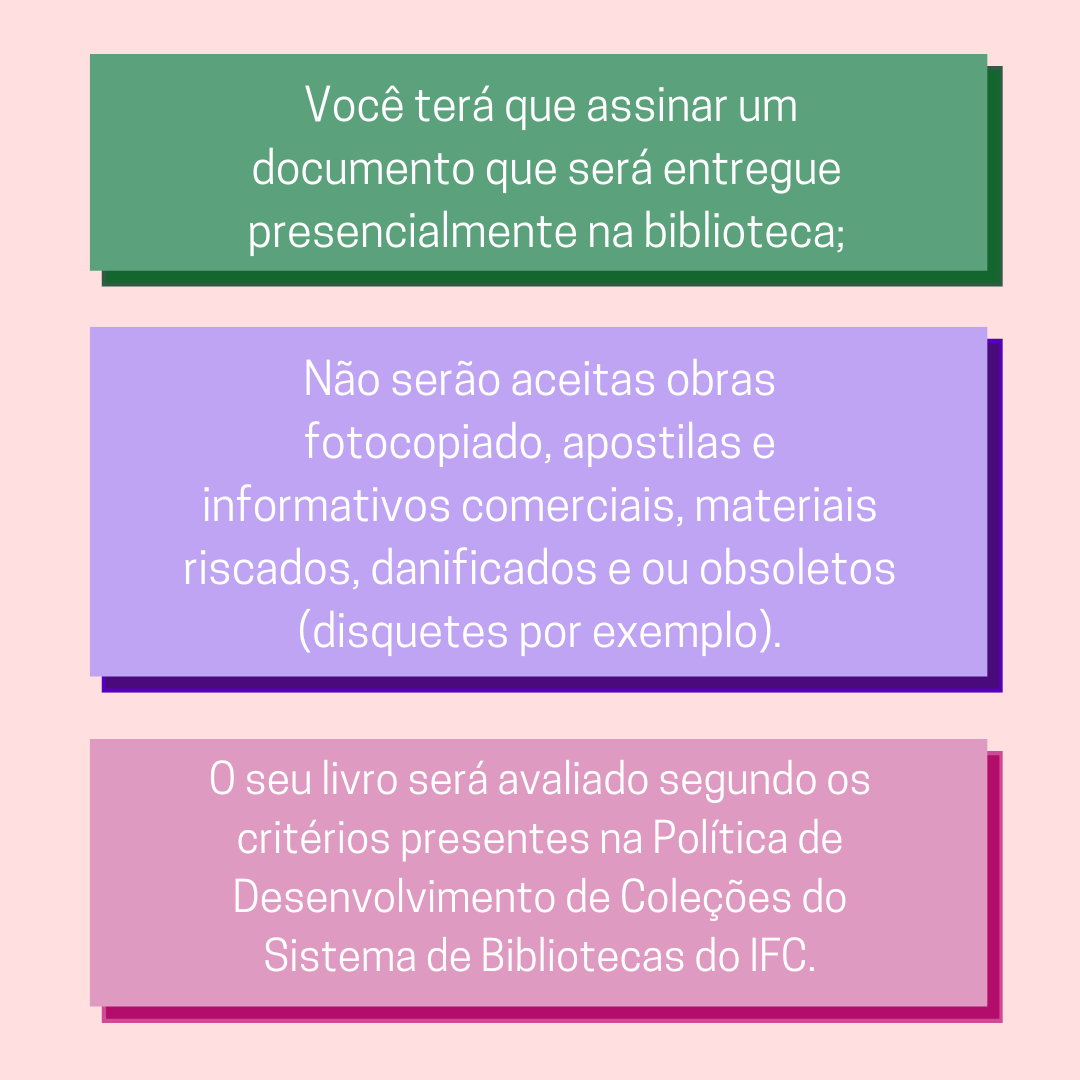 Você terá que assinar um
documento que será entregue
presencialmente na biblioteca;
Não serão aceitas obras
fotocopiado, apostilas e
informativos comerciais, materiais
riscados, danificados e ou obsoletos
(disquetes por exemplo).
O seu livro será avaliado segundo os
critérios presentes na Política de
Desenvolvimento de Coleções do
Sistema de Bibliotecas do IFC.